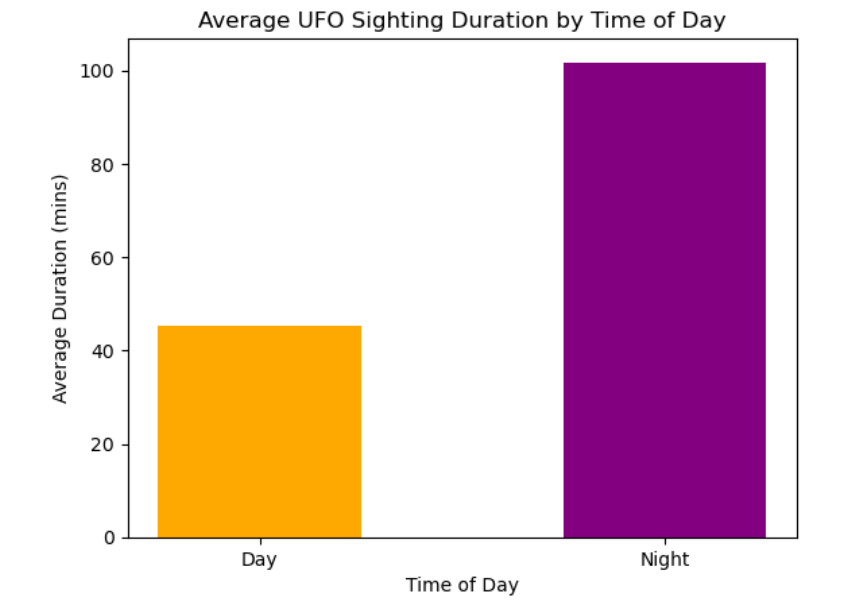 Average UFO Sighting Duration by Time of Day
Average Duration (mins)
100
80
60
40
20
0
Day
Night
Time of Day